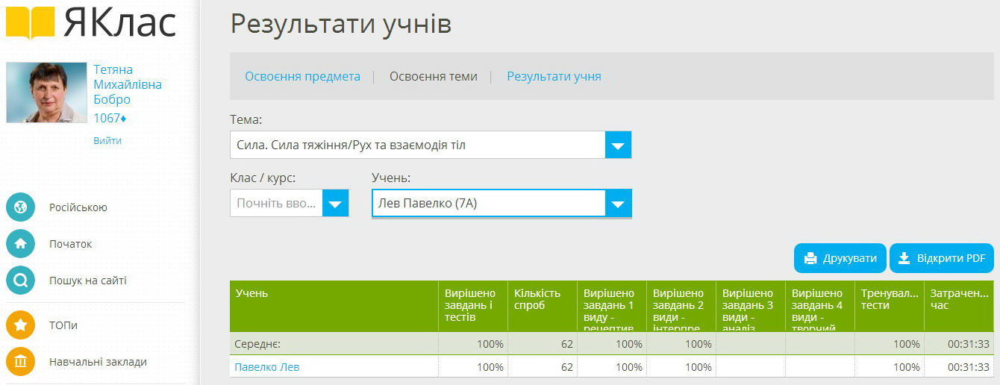 ЯКлас
Тетяна
Михайлівна
Бобро
1067♦
Вийти
Російською
Початок
Пошук на сайті
ТОПи
Навчальні заклади
Результати учнів
Освоєння предмета | Освоєння теми | Результати учня
Тема:
Сила. Сила тяжіння/Рух та взаємодія тіл
Клас / курс: Учень:
Почніть вво... Лев Павелко (7А)
Друкувати Відкрити PDF
Учень
Вирішено
завдань і
тестів
Кількість
спроб
Вирішено
завдань 1
виду -
рецептив
Вирішено
завдань 2
види -
інтерпре
Вирішено
завдань 3
види -
аналіз
Вирішено
завдань 4
види -
творчий
Тренувал...
тести
Затрачен...
час
Середнє: 100% 62 100% 100% 100% 00:31:33
Павелко Лев 100% 62 100% 100% 100% 00:31:33